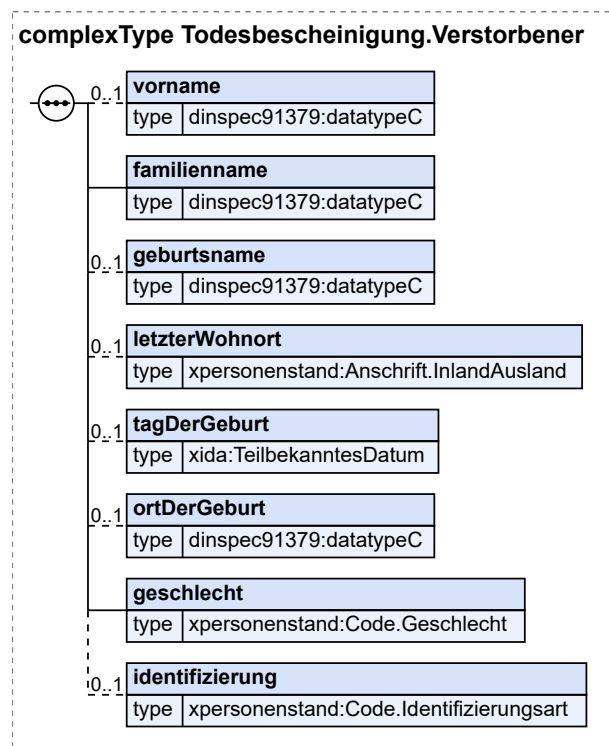 complexType Todesbescheinigung.Verstorbener
0..1 vorname
type dinspec91379:datatypeC
familienname
type dinspec91379:datatypeC
0..1 geburtsname
type dinspec91379:datatypeC
0..1 letzterWohnort
type xpersonenstand:Anschrift.InlandAusland
0..1 tagDerGeburt
type xida:TeilbekanntesDatum
0..1 ortDerGeburt
type dinspec91379:datatypeC
geschlecht
type xpersonenstand:Code.Geschlecht
0..1 identifizierung
type xpersonenstand:Code.Identifizierungsart